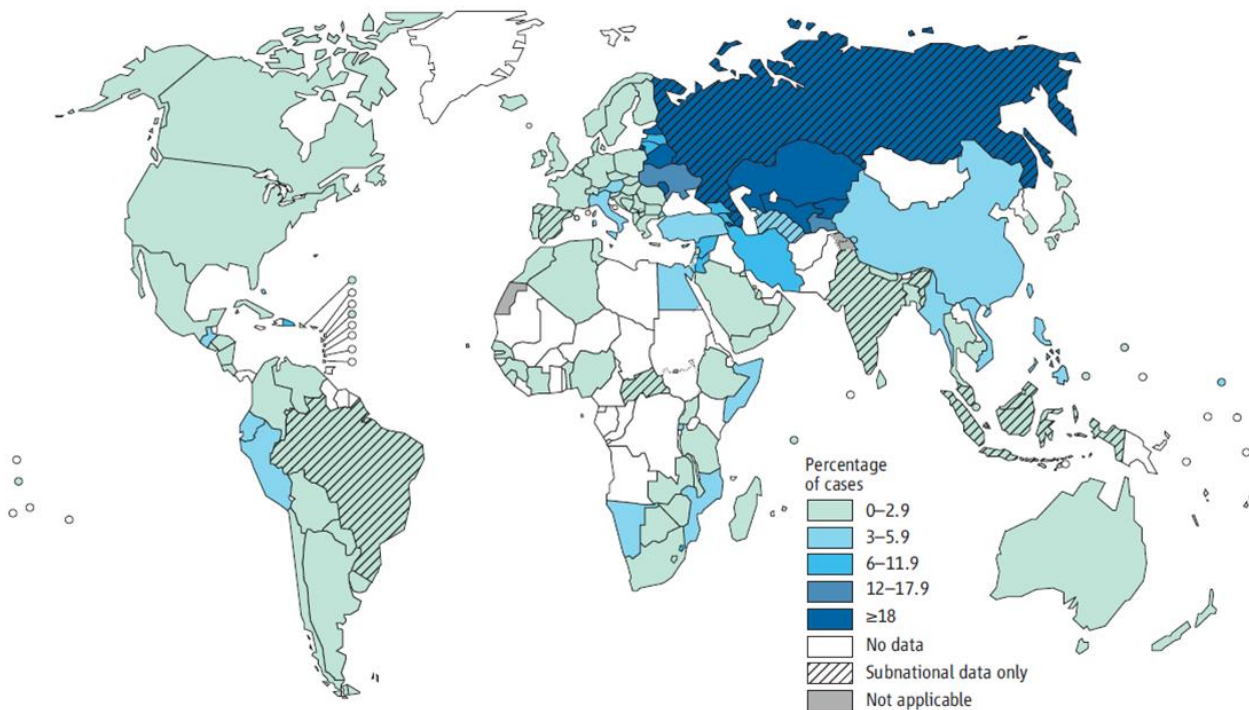 Percentage
of cases
0–2.9
3–5.9
6–11.9
12–17.9
≥18
No data
Subnational data only
Not applicable